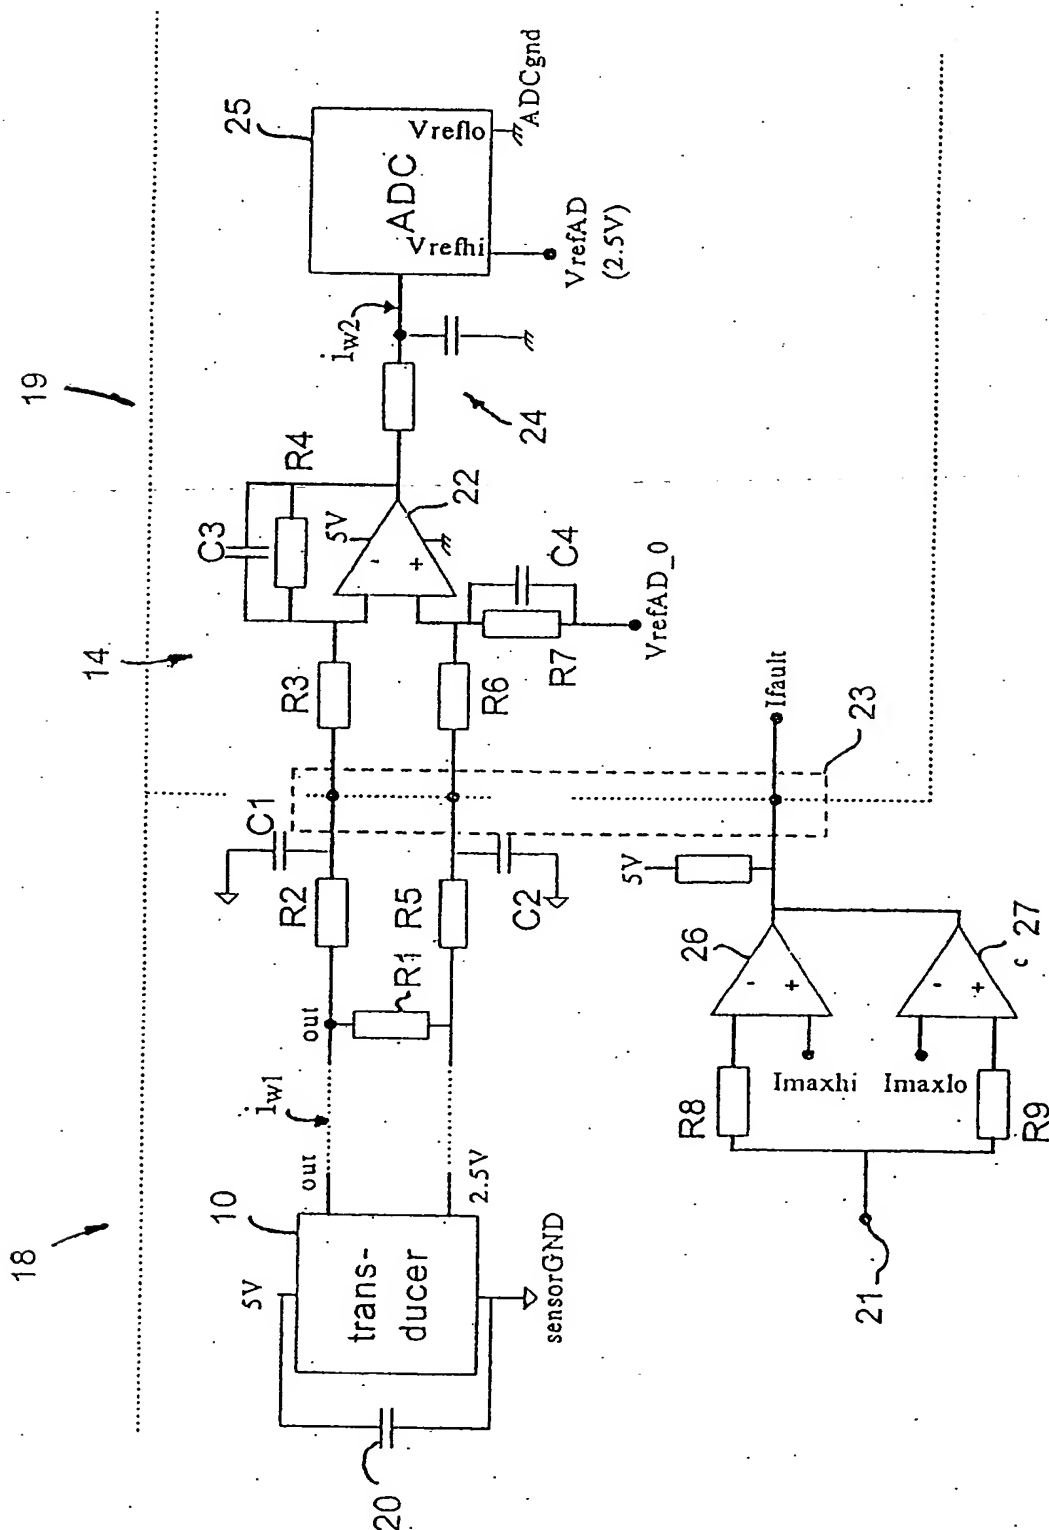 18
19
14
10
5V
trans-
ducer
20
sensorGND
out
2.5V
iw1
out
R1
R2
R5
C1
C2
R3
R6
C3
R4
5V
-
+
22
R7
C4
VrefAD_0
24
iw2
25
ADC
Vrefhi
Vreflo
ADCgnd
VrefAD
(2.5V)
21
R8
R9
Imaxhi
Imaxlo
26
-
+
27
-
+
c
5V
Ifault
23